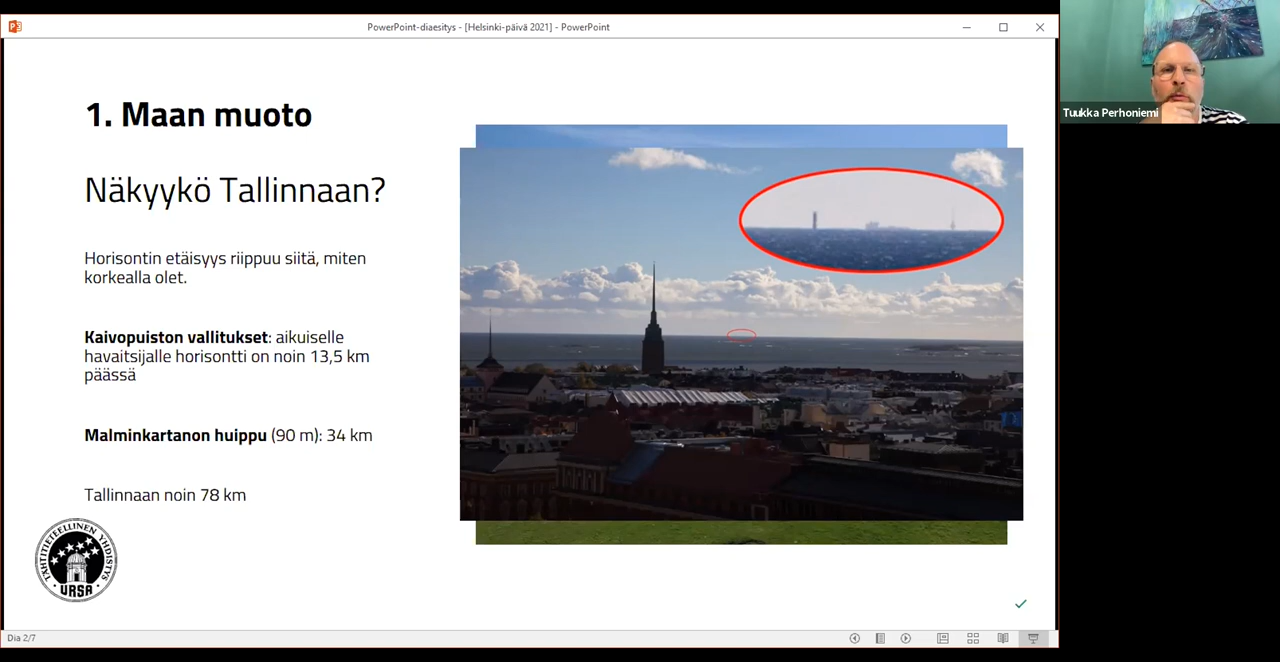 PowerPoint-diaesitys - [Helsinki-päivä 2021] - PowerPoint
1. Maan muoto
Näkyykö Tallinnaan?
Horisontin etäisyys riippuu siitä, miten
korkealla olet.
Kaivopuiston vallitukset: aikuiselle
havaitsijalle horisontti on noin 13,5 km
päässä
Malminkartanon huippu (90 m): 34 km
Tallinnaan noin 78 km
TÄHTITIETEELLINEN YHDISTYS
URSA
Dia 2/7
Tuukka Perhoniemi